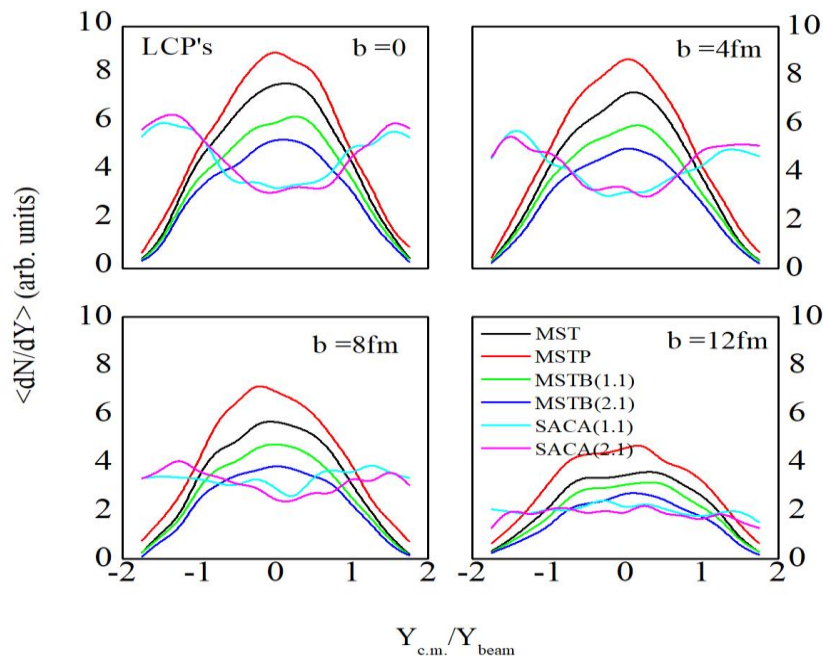 10
10
LCP's
b =0
b =4fm
8
8
6
6
4
4
2
2
0
0
<dN/dY> (arb. units)
10
10
b =8fm
MST
b =12fm
MSTP
8
8
MSTB(1.1)
MSTB(2.1)
6
6
SACA(1.1)
SACA(2.1)
4
4
2
2
0
0
-2 -1 0 1 2
-2 -1 0 1 2
Yc.m./Ybeam